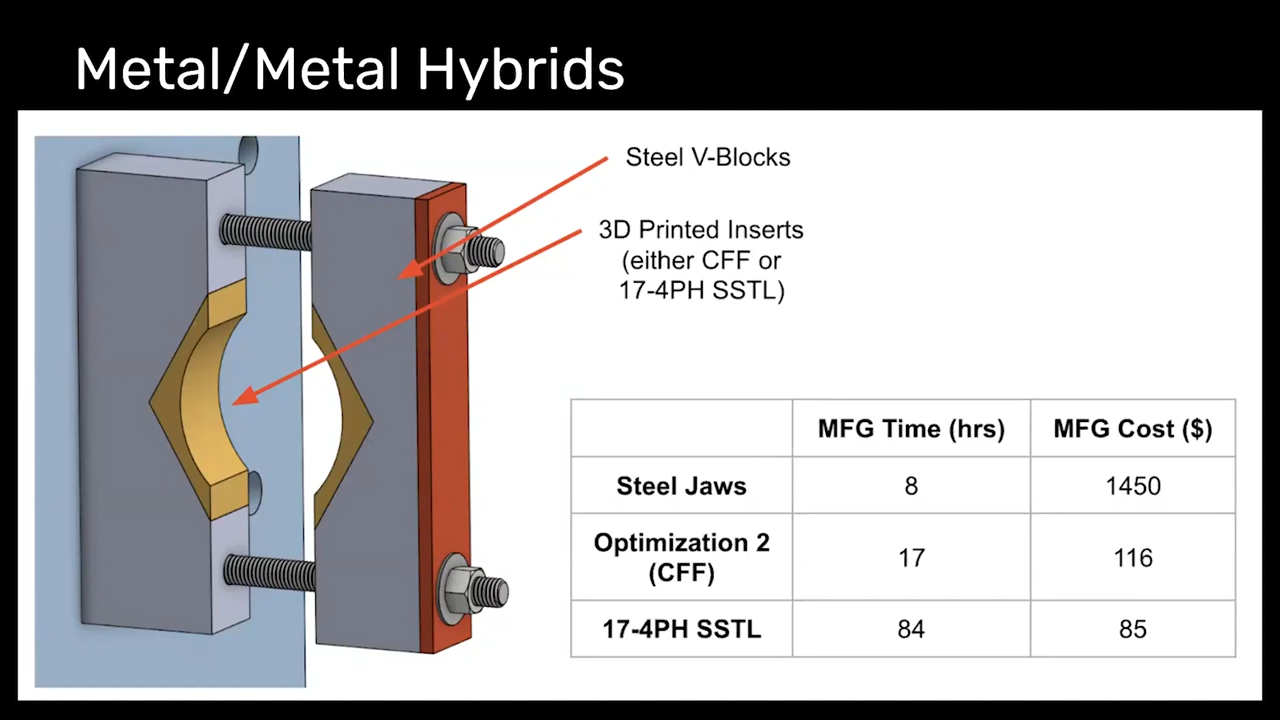 Metal/Metal Hybrids
Steel V-Blocks
3D Printed Inserts
(either CFF or
17-4PH SSTL)
MFG Time (hrs) MFG Cost ($)
Steel Jaws 8 1450
Optimization 2
(CFF) 17 116
17-4PH SSTL 84 85